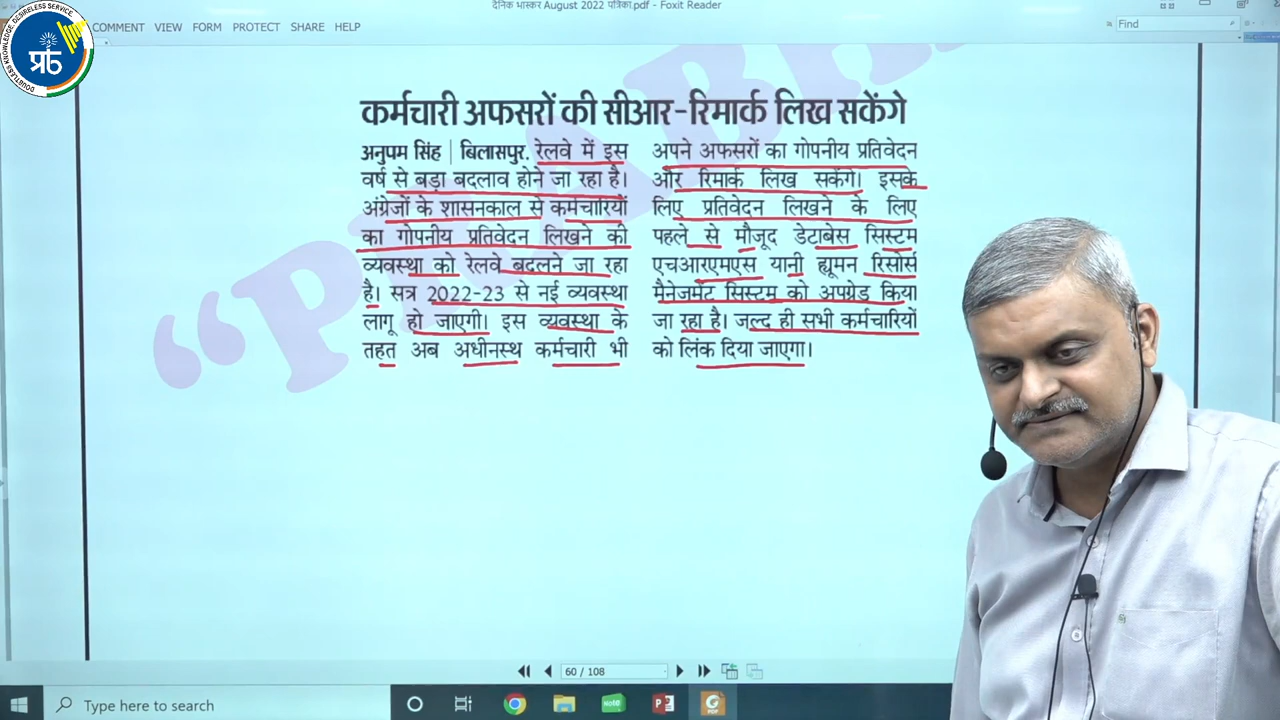 दैनिक भास्कर August 2022 पत्रिका.pdf - Foxit Reader
COMMENT VIEW FORM PROTECT SHARE HELP
Find
DOUBTLESS KNOWLEDGE, DESIRELESS SERVICE
कर्मचारी अफसरों की सीआर-रिमार्क लिख सकेंगे
अनुपम सिंह | बिलासपुर. रेलवे में इस
वर्ष से बड़ा बदलाव होने जा रहा है।
अंग्रेजों के शासनकाल से कर्मचारियों
का गोपनीय प्रतिवेदन लिखने की
व्यवस्था को रेलवे बदलने जा रहा
है। सत्र 2022-23 से नई व्यवस्था
लागू हो जाएगी। इस व्यवस्था के
तहत अब अधीनस्थ कर्मचारी भी
अपने अफसरों का गोपनीय प्रतिवेदन
और रिमार्क लिख सकेंगे। इसके
लिए प्रतिवेदन लिखने के लिए
पहले से मौजूद डेटाबेस सिस्टम
एचआरएमएस यानी ह्यूमन रिसोर्स
मैनेजमेंट सिस्टम को अपग्रेड किया
जा रहा है। जल्द ही सभी कर्मचारियों
को लिंक दिया जाएगा।
60 / 108
Type here to search